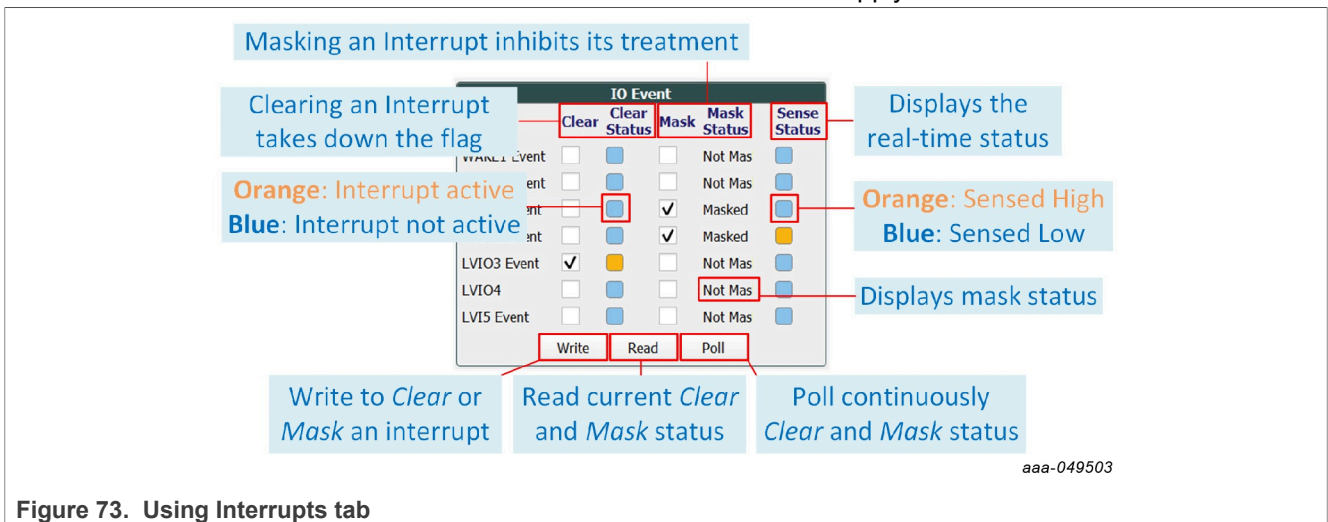 Masking an Interrupt inhibits its treatment
IO Event
Clearing an Interrupt
takes down the flag
Clear
Clear
Status
Mask
Mask
Status
Sense
Status
Displays the
real-time status
Event
Not Mas
ent
Not Mas
Orange: Interrupt active
Blue: Interrupt not active
ent
Masked
Orange: Sensed High
Blue: Sensed Low
ent
Masked
LVIO3 Event
Not Mas
LVIO4
Not Mas
Displays mask status
LVI5 Event
Not Mas
Write
Read
Poll
Write to Clear or
Mask an interrupt
Read current Clear
and Mask status
Poll continuously
Clear and Mask status
aaa-049503
Figure 73. Using Interrupts tab